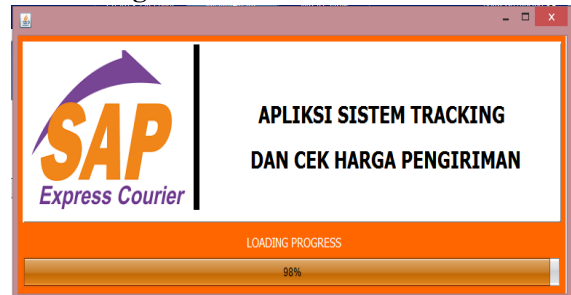 SAP
Express Courier
APLIKSI SISTEM TRACKING
DAN CEK HARGA PENGIRIMAN
LOADING PROGRESS
98%